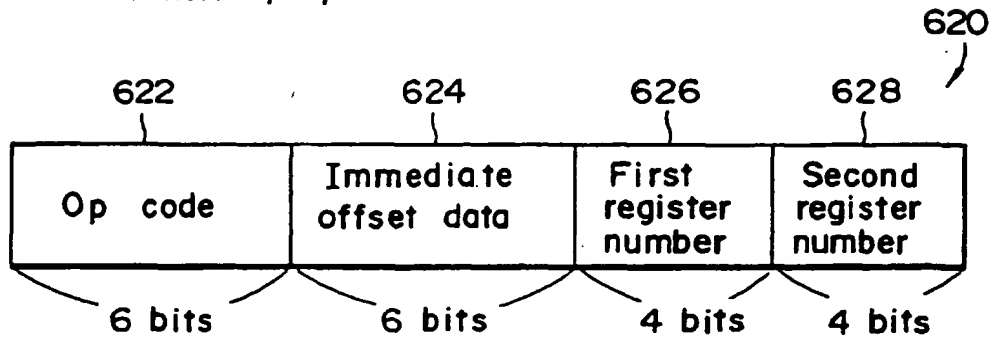 620
622 624 626 628
Op code
Immediate
offset data
First
register
number
Second
register
number
6 bits 6 bits 4 bits 4 bits